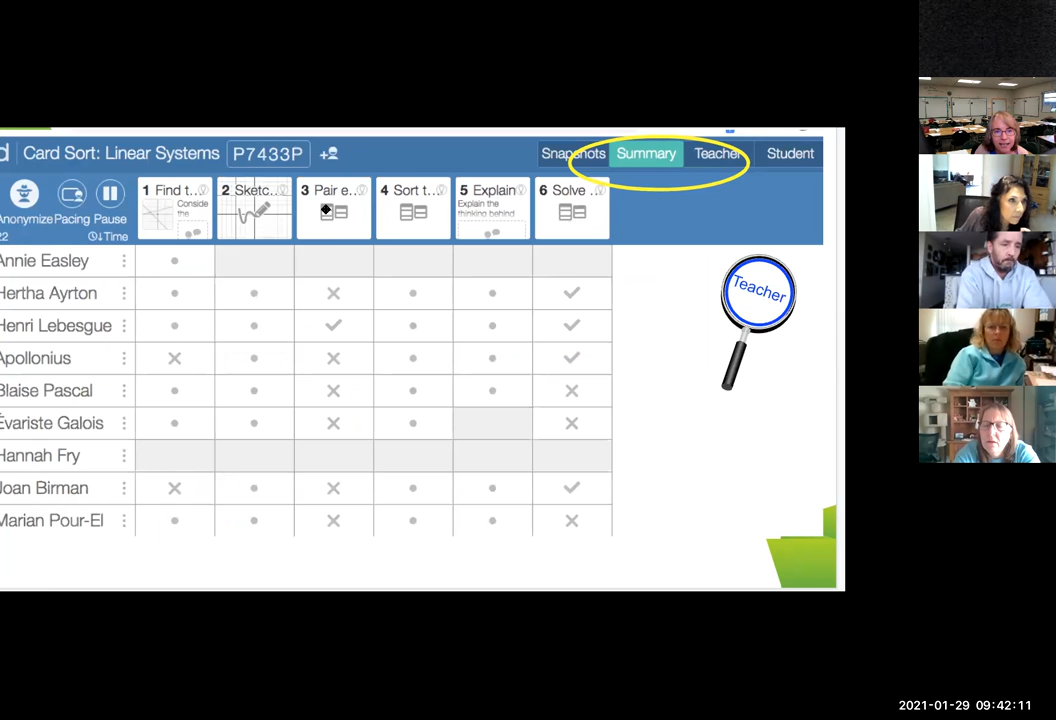 d Card Sort: Linear Systems P7433P Snapshots Summary Teacher Student
Anonymize Pacing Pause
22 Time
1 Find t...
Conside
the
2 Sketc...
3 Pair e...
4 Sort t...
5 Explain
Explain the
thinking behind
6 Solve ...
Annie Easley
Hertha Ayrton
Henri Lebesgue
Apollonius
Blaise Pascal
Évariste Galois
Hannah Fry
Joan Birman
Marian Pour-El
Teacher
2021-01-29 09:42:11